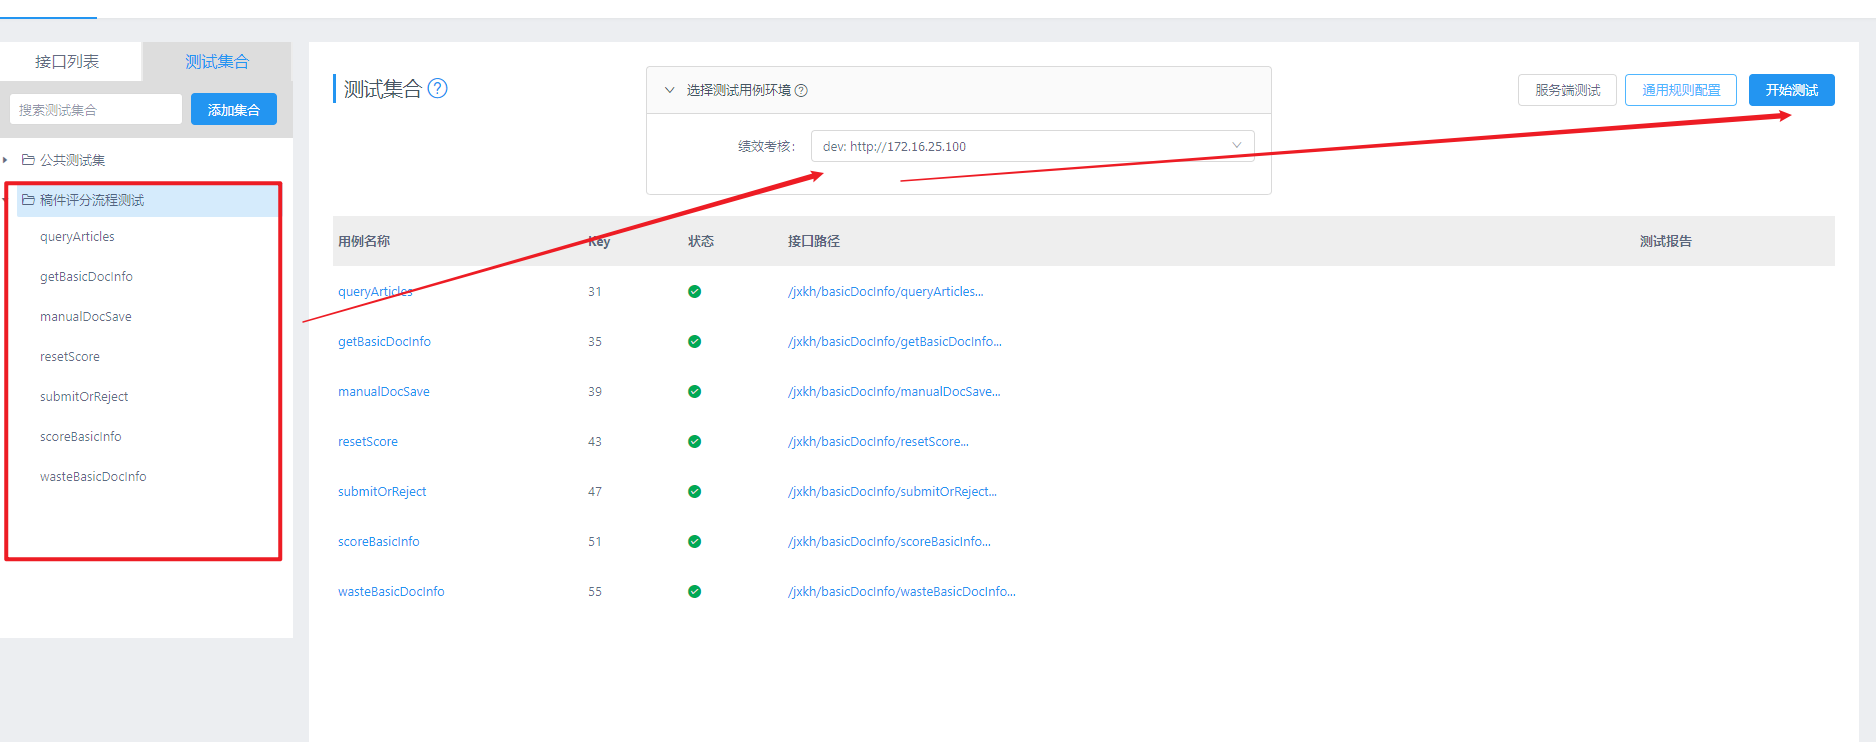 接口列表
测试集合
搜索测试集合
添加集合
公共测试集
稿件评分流程测试
queryArticles
getBasicDocInfo
manualDocSave
resetScore
submitOrReject
scoreBasicInfo
wasteBasicDocInfo
测试集合 ?
选择测试用例环境 ?
绩效考核: dev: http://172.16.25.100
服务端测试
通用规则配置
开始测试
用例名称 Key 状态 接口路径 测试报告
queryArticles 31 /jxkh/basicDocInfo/queryArticles...
getBasicDocInfo 35 /jxkh/basicDocInfo/getBasicDocInfo...
manualDocSave 39 /jxkh/basicDocInfo/manualDocSave...
resetScore 43 /jxkh/basicDocInfo/resetScore...
submitOrReject 47 /jxkh/basicDocInfo/submitOrReject...
scoreBasicInfo 51 /jxkh/basicDocInfo/scoreBasicInfo...
wasteBasicDocInfo 55 /jxkh/basicDocInfo/wasteBasicDocInfo...